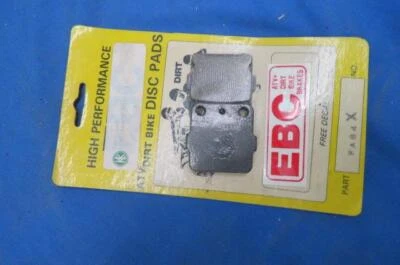 HIGH PERFORMANCE
ATV/DIRT BIKE DISC PADS
DIRT
EBC
ATV+
DIRT
BIKE
BRAKES
FREE DECAL
PART NO.
FA84X